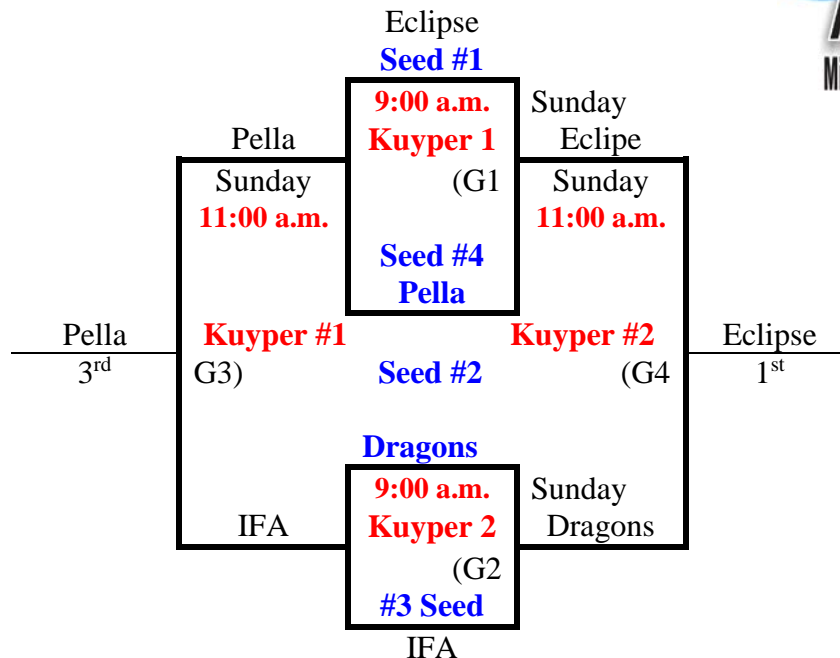 Eclipse
Seed #1
9:00 a.m. Sunday
Pella Kuyper 1 Eclipe
Sunday (G1 Sunday
11:00 a.m. 11:00 a.m.
Seed #4
Pella
Pella Kuyper #1 Kuyper #2 Eclipse
3rd G3) Seed #2 (G4 1st
Dragons
9:00 a.m. Sunday
IFA Kuyper 2 Dragons
(G2
#3 Seed
IFA